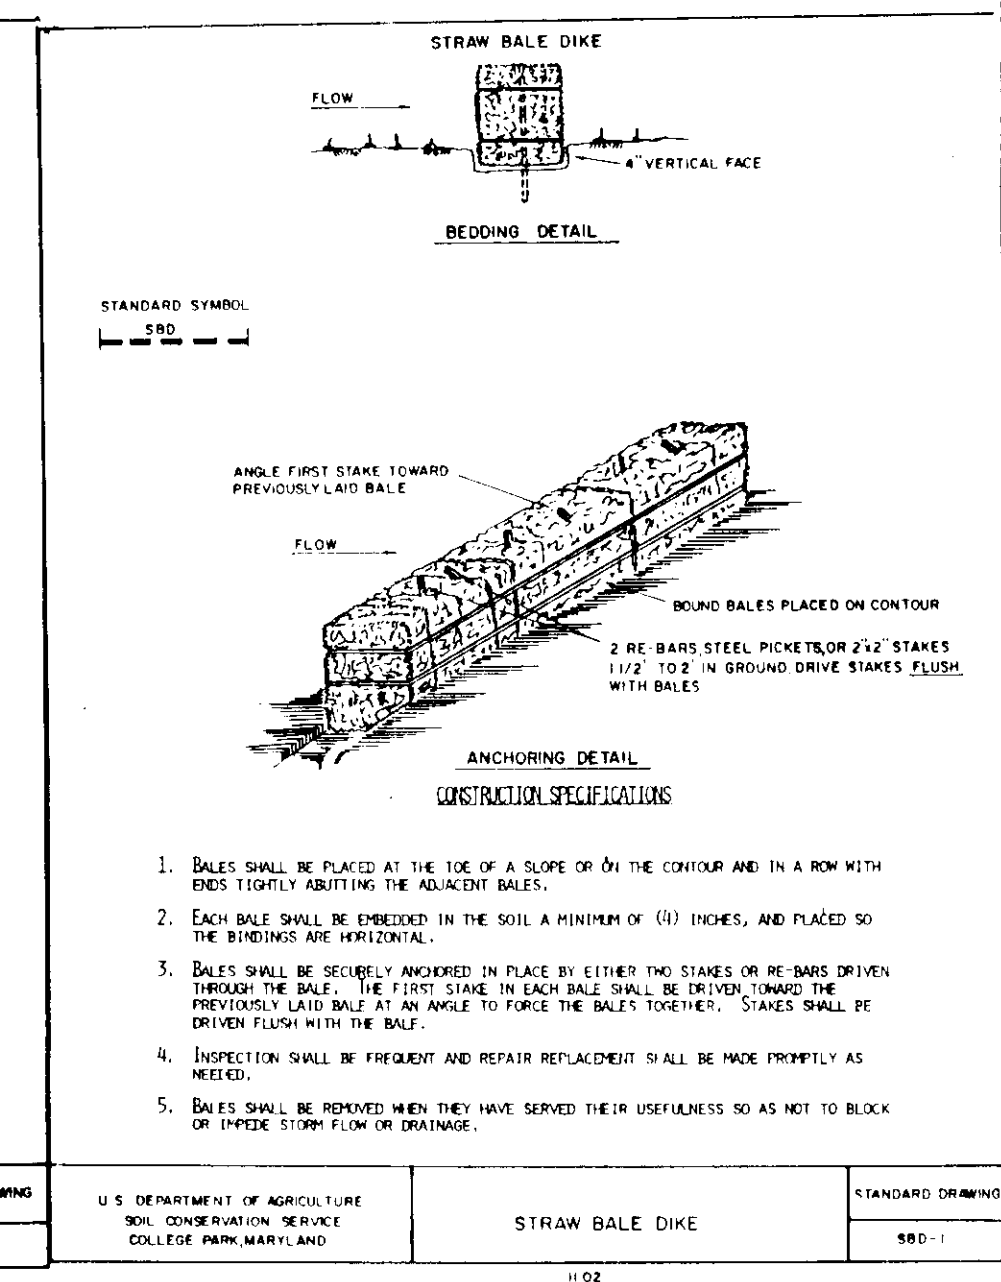 STRAW BALE DIKE
FLOW
4" VERTICAL FACE
BEDDING DETAIL
STANDARD SYMBOL
SBD
ANGLE FIRST STAKE TOWARD
PREVIOUSLY LAID BALE
FLOW
BOUND BALES PLACED ON CONTOUR
2 RE-BARS, STEEL PICKETS, OR 2"x2" STAKES
1 1/2' TO 2' IN GROUND. DRIVE STAKES FLUSH
WITH BALES
ANCHORING DETAIL
CONSTRUCTION SPECIFICATIONS
1. BALES SHALL BE PLACED AT THE TOE OF A SLOPE OR ON THE CONTOUR AND IN A ROW WITH
ENDS TIGHTLY ABUTTING THE ADJACENT BALES.
2. EACH BALE SHALL BE EMBEDDED IN THE SOIL A MINIMUM OF (4) INCHES, AND PLACED SO
THE BINDINGS ARE HORIZONTAL.
3. BALES SHALL BE SECURELY ANCHORED IN PLACE BY EITHER TWO STAKES OR RE-BARS DRIVEN
THROUGH THE BALE. THE FIRST STAKE IN EACH BALE SHALL BE DRIVEN TOWARD THE
PREVIOUSLY LAID BALE AT AN ANGLE TO FORCE THE BALES TOGETHER. STAKES SHALL BE
DRIVEN FLUSH WITH THE BALE.
4. INSPECTION SHALL BE FREQUENT AND REPAIR REPLACEMENT SHALL BE MADE PROMPTLY AS
NEEDED.
5. BALES SHALL BE REMOVED WHEN THEY HAVE SERVED THEIR USEFULNESS SO AS NOT TO BLOCK
OR IMPEDE STORM FLOW OR DRAINAGE.
WING
U S DEPARTMENT OF AGRICULTURE
SOIL CONSERVATION SERVICE
COLLEGE PARK, MARYLAND
STRAW BALE DIKE
STANDARD DRAWING
SBD-1
11 02